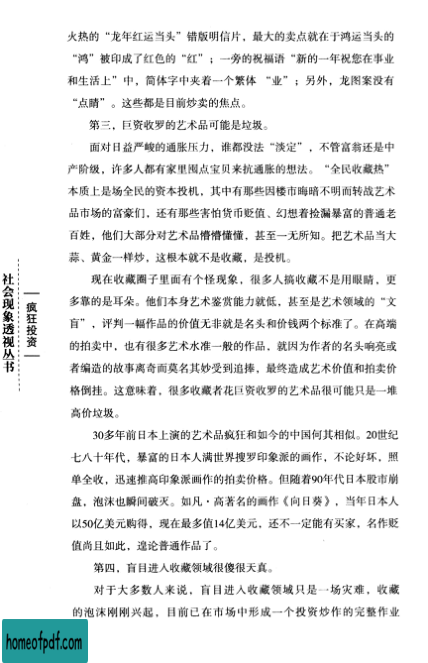 火热的“龙年红运当头”错版明信片，最大的卖点就在于鸿运当头的
“鸿”被印成了红色的“红”；一旁的祝福语“新的一年祝您在事业
和生活上”中，简体字中夹着一个繁体 “业”；另外，龙图案没有
“点睛”。这些都是目前炒卖的焦点。
第三，巨资收罗的艺术品可能是垃圾。
面对日益严峻的通胀压力，谁都没法“淡定”，不管富翁还是中
产阶级，许多人都有家里囤点宝贝来抗通胀的想法。“全民收藏热”
本质上是场全民的资本投机，其中有那些因楼市晦暗不明而转战艺术
品市场的富豪们，还有那些害怕货币贬值、幻想着捡漏暴富的普通老
百姓，他们大部分对艺术品懵懵懂懂，甚至一无所知。把艺术品当大
蒜、黄金一样炒，这根本就不是收藏，是投机。
现在收藏圈子里面有个怪现象，很多人搞收藏不是用眼睛，更
多靠的是耳朵。他们本身艺术鉴赏能力就低，甚至是艺术领域的“文
盲”，评判一幅作品的价值无非就是名头和价钱两个标准了。在高端
的拍卖中，也有很多艺术水准一般的作品，就因为作者的名头响亮或
者编造的故事离奇而莫名其妙受到追捧，最终造成艺术价值和拍卖价
格倒挂。这意味着，很多收藏者花巨资收罗的艺术品很可能只是一堆
高价垃圾。
30多年前日本上演的艺术品疯狂和如今的中国何其相似。20世纪
七八十年代，暴富的日本人满世界搜罗印象派的画作，不论好坏，照
单全收，迅速推高印象派画作的拍卖价格。但随着90年代日本股市崩
盘，泡沫也瞬间破灭。如凡·高著名的画作《向日葵》，当年日本人
以50亿美元购得，现在最多值14亿美元，还不一定能有买家，名作贬
值尚且如此，遑论普通作品了。
第四，盲目进入收藏领域很傻很天真。
对于大多数人来说，盲目进入收藏领域只是一场灾难，收藏
的泡沫刚刚兴起，目前已在市场中形成一个投资炒作的完整作业
社会现象透视丛书
疯狂投资
homeofpdf.com